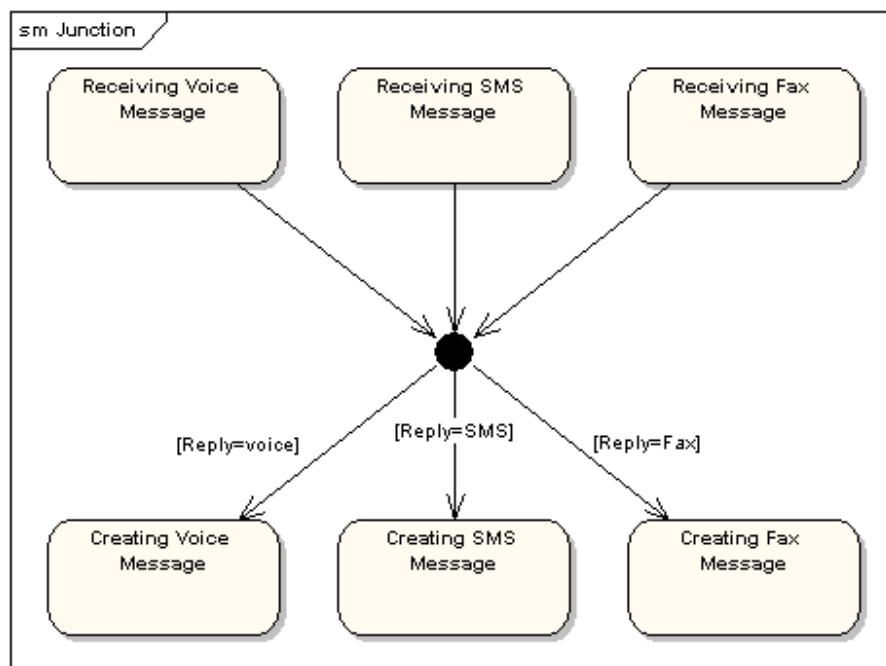 sm Junction
Receiving Voice
Message
Receiving SMS
Message
Receiving Fax
Message
[Reply=voice]
[Reply=SMS]
[Reply=Fax]
Creating Voice
Message
Creating SMS
Message
Creating Fax
Message